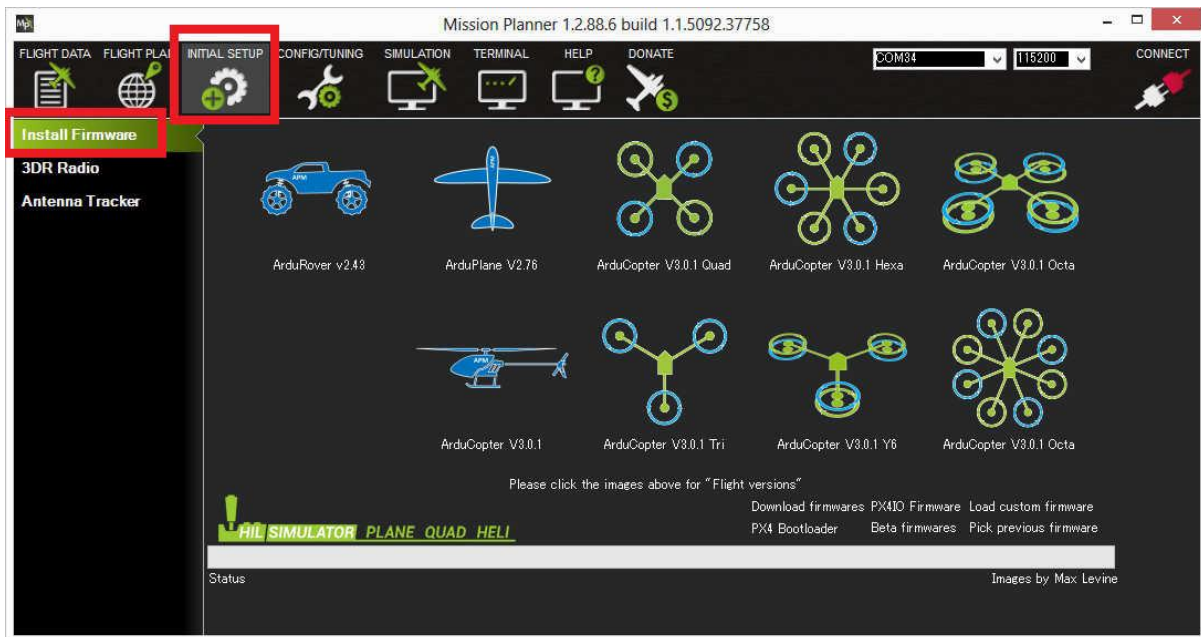 Mission Planner 1.2.88.6 build 1.1.5092.37758
FLIGHT DATA FLIGHT PLA INITIAL SETUP CONFIG/TUNING SIMULATION TERMINAL HELP DONATE COM34 115200 CONNECT
Install Firmware
3DR Radio
Antenna Tracker
APM APM
ArduRover v2.43 ArduPlane V2.76 ArduCopter V3.0.1 Quad ArduCopter V3.0.1 Hexa ArduCopter V3.0.1 Octa
APM
ArduCopter V3.0.1 ArduCopter V3.0.1 Tri ArduCopter V3.0.1 Y6 ArduCopter V3.0.1 Octa
Please click the images above for "Flight versions"
Download firmwares PX4IO Firmware Load custom firmware
HIL SIMULATOR PLANE QUAD HELI PX4 Bootloader Beta firmwares Pick previous firmware
Status Images by Max Levine